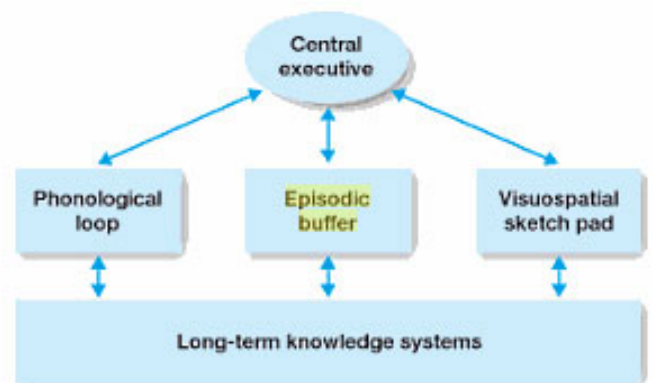 Central
executive
Phonological
loop
Episodic
buffer
Visuospatial
sketch pad
Long-term knowledge systems